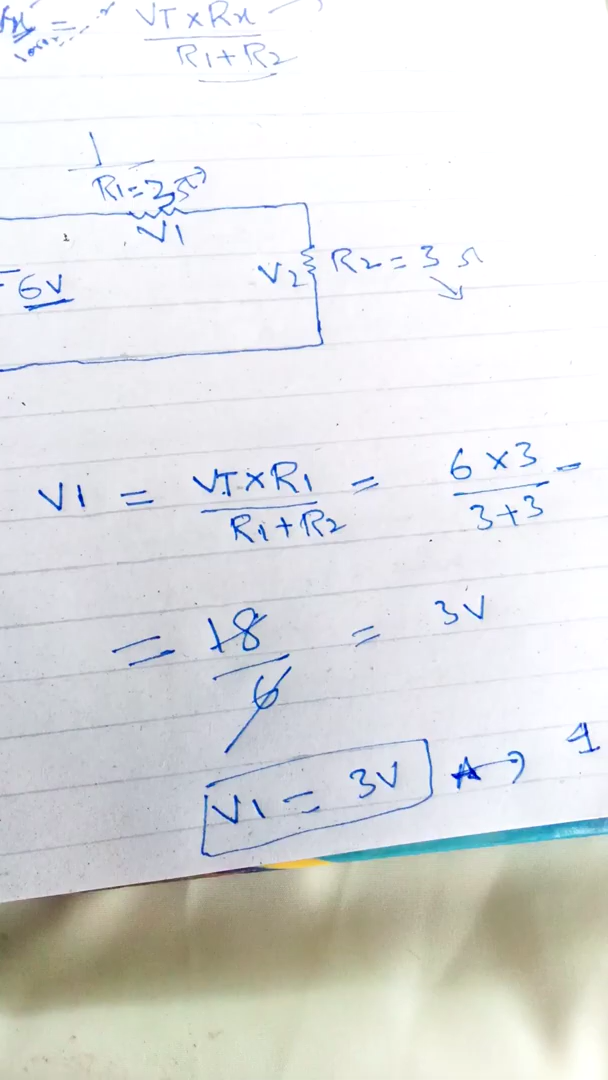 Vx = VT × Rx
R1 + R2
R1 = 3Ω
V1
6V
V2
R2 = 3 Ω
V1 = VT × R1 = 6 × 3 =
R1 + R2 3 + 3
= 18 = 3V
6
V1 = 3V